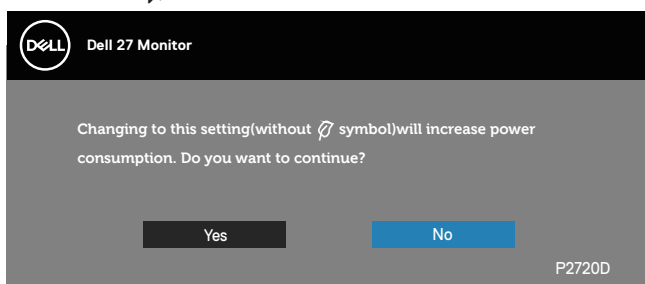 DELL Dell 27 Monitor
Changing to this setting(without symbol)will increase power
consumption. Do you want to continue?
Yes No
P2720D